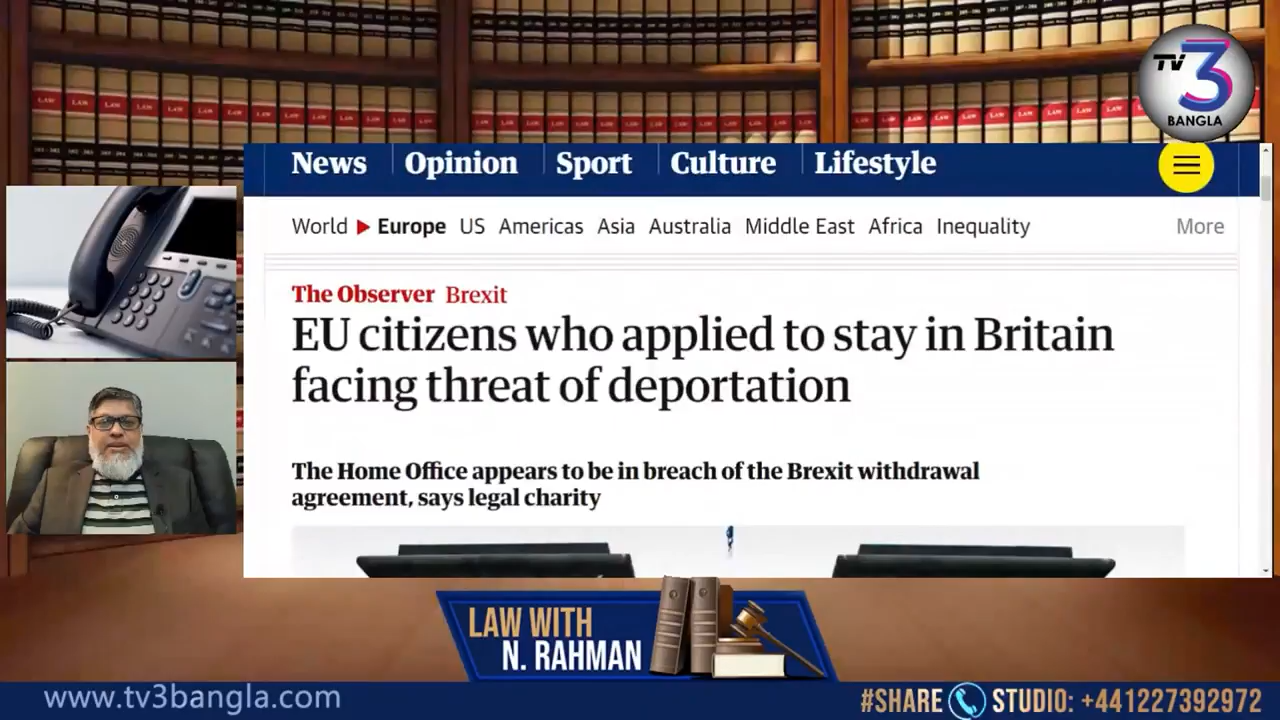 TV3
BANGLA
News Opinion Sport Culture Lifestyle
World Europe US Americas Asia Australia Middle East Africa Inequality More
The Observer Brexit
EU citizens who applied to stay in Britain
facing threat of deportation
The Home Office appears to be in breach of the Brexit withdrawal
agreement, says legal charity
LAW WITH
N. RAHMAN
www.tv3bangla.com
#SHARE STUDIO: +441227392972